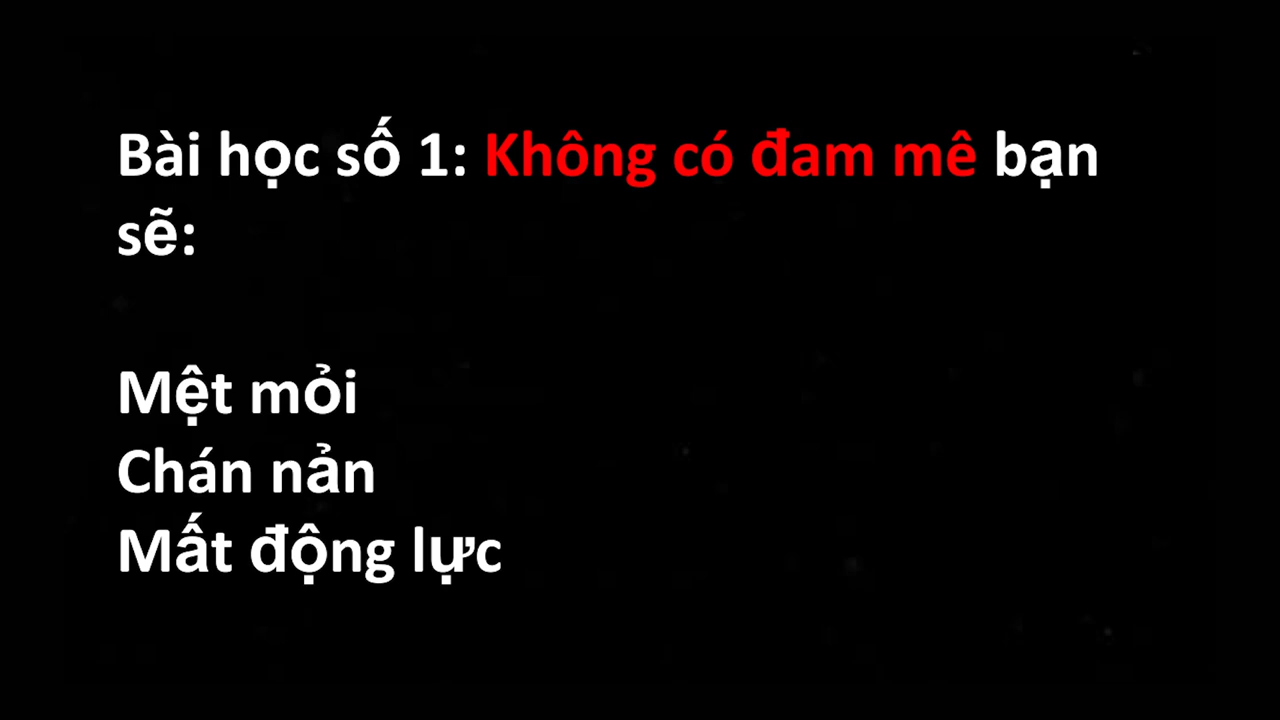 Bài học số 1: Không có đam mê bạn
sẽ:
Mệt mỏi
Chán nản
Mất động lực